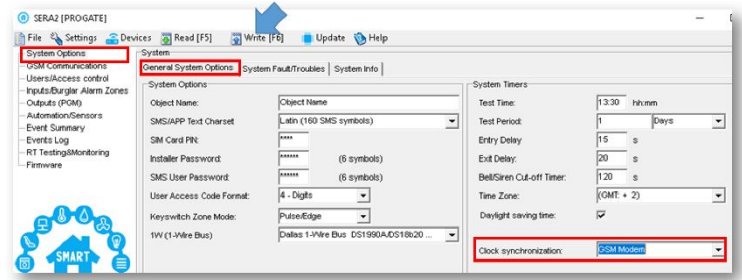 SERA2 [PROGATE]
File Settings Devices Read [F5] Write [F6] Update Help
System Options
GSM Communications
Users/Access control
Inputs/Burglar Alarm Zones
Outputs (PGM)
Automation/Sensors
Event Summary
Events Log
RT Testing&Monitoring
Firmware
SMART
System
General System Options System Fault/Troubles System Info
System Options
Object Name: Object Name
SMS/APP Text Charset Latin (160 SMS symbols)
SIM Card PIN: ****
Installer Password: ****** (6 symbols)
SMS User Password: ****** (6 symbols)
User Access Code Format: 4 - Digits
Keyswitch Zone Mode: Pulse/Edge
1W (1-Wire Bus) Dallas 1-Wire Bus DS1990A/DS18b20 ...
System Timers
Test Time: 13:30 hh:mm
Test Period: 1 Days
Entry Delay 15 s
Exit Delay: 20 s
Bell/Siren Cut-off Timer: 120 s
Time Zone: (GMT: + 2)
Daylight saving time:
Clock synchronization: GSM Modem